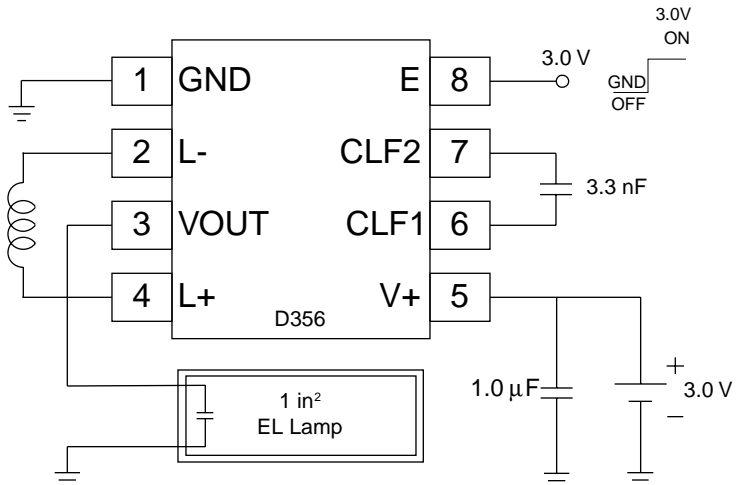 3.0V
ON
GND
OFF
3.0 V
1 GND
E 8
2 L-
CLF2 7
3.3 nF
3 VOUT
CLF1 6
4 L+
V+ 5
D356
1 in²
EL Lamp
1.0 μF
+
3.0 V
−